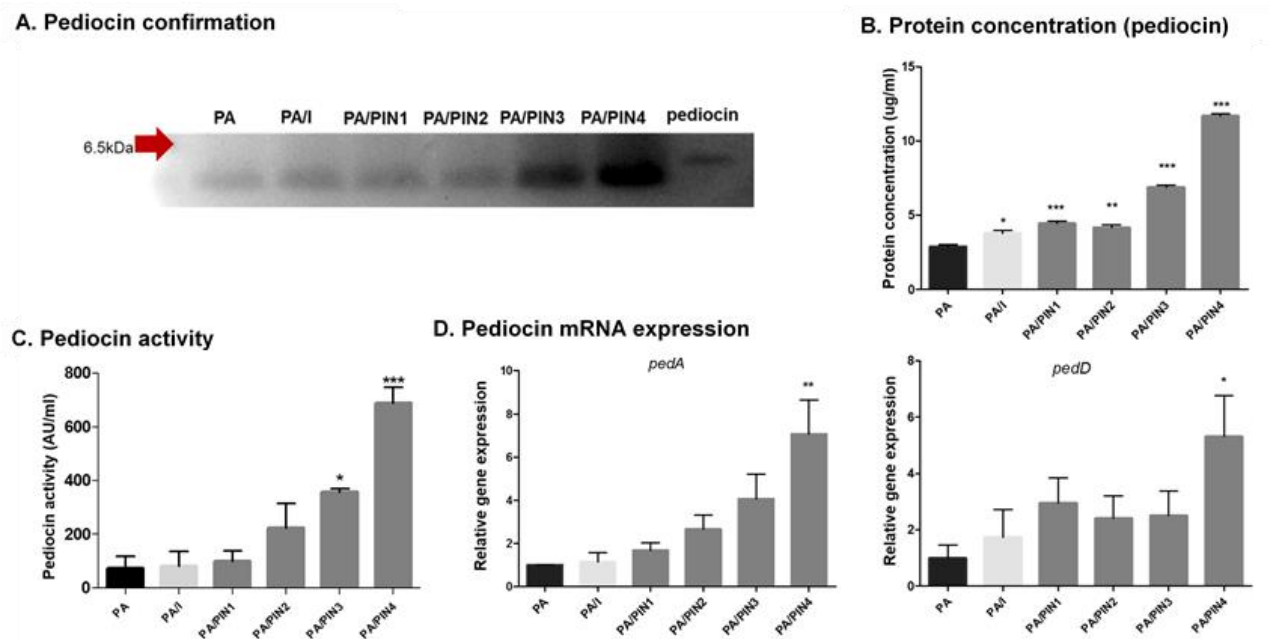 A. Pediocin confirmation
PA PA/I PA/PIN1 PA/PIN2 PA/PIN3 PA/PIN4 pediocin
6.5kDa
B. Protein concentration (pediocin)
Protein concentration (ug/ml)
15
10
5
0
* *** ** *** ***
PA PA/I PA/PIN1 PA/PIN2 PA/PIN3 PA/PIN4
C. Pediocin activity
Pediocin activity (AU/ml)
800
600
400
200
0
* ***
PA PA/I PA/PIN1 PA/PIN2 PA/PIN3 PA/PIN4
D. Pediocin mRNA expression
pedA
Relative gene expression
10
8
6
4
2
0
**
PA PA/I PA/PIN1 PA/PIN2 PA/PIN3 PA/PIN4
pedD
Relative gene expression
8
6
4
2
0
*
PA PA/I PA/PIN1 PA/PIN2 PA/PIN3 PA/PIN4